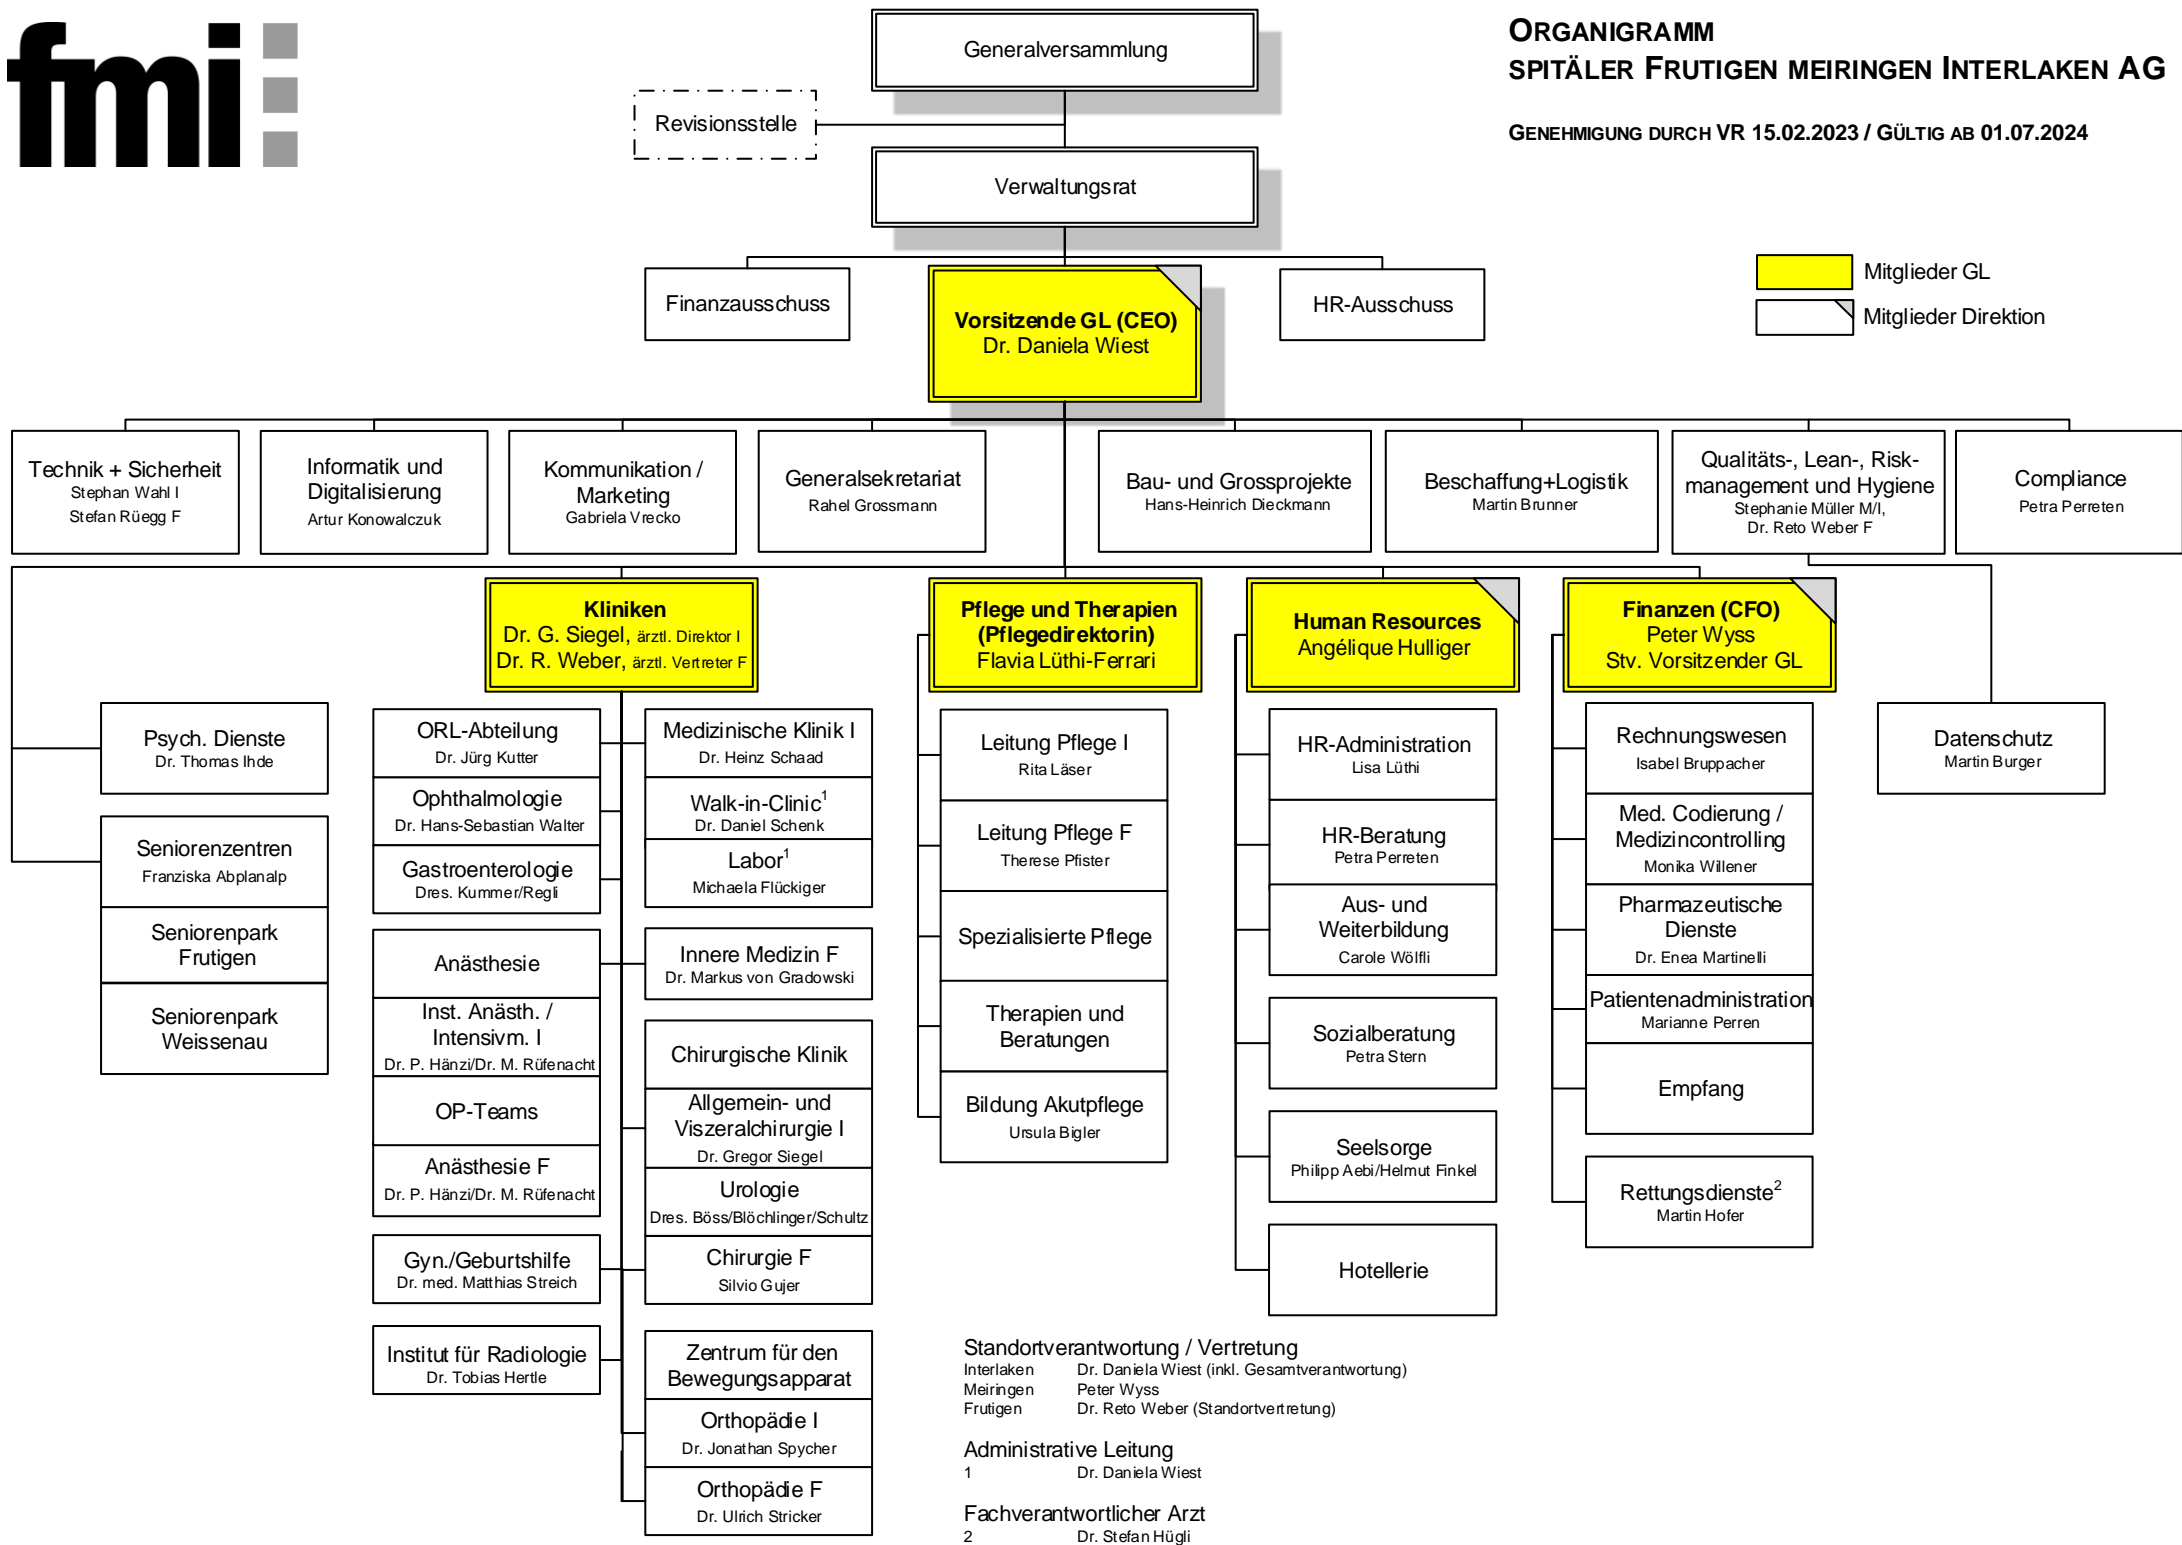 fmi
ORGANIGRAMM
SPITÄLER FRUTIGEN MEIRINGEN INTERLAKEN AG
GENEHMIGUNG DURCH VR 15.02.2023 / GÜLTIG AB 01.07.2024
Generalversammlung
Revisionsstelle
Verwaltungsrat
Mitglieder GL
Mitglieder Direktion
Finanzausschuss
Vorsitzende GL (CEO)
Dr. Daniela Wiest
HR-Ausschuss
Technik + Sicherheit
Stephan Wahl I
Stefan Rüegg F
Informatik und
Digitalisierung
Artur Konowalczuk
Kommunikation /
Marketing
Gabriela Vrecko
Generalsekretariat
Rahel Grossmann
Bau- und Grossprojekte
Hans-Heinrich Dieckmann
Beschaffung+Logistik
Martin Brunner
Qualitäts-, Lean-, Risk-
management und Hygiene
Stephanie Müller M/I,
Dr. Reto Weber F
Compliance
Petra Perreten
Kliniken
Dr. G. Siegel, ärztl. Direktor I
Dr. R. Weber, ärztl. Vertreter F
Pflege und Therapien
(Pflegedirektorin)
Flavia Lüthi-Ferrari
Human Resources
Angélique Hulliger
Finanzen (CFO)
Peter Wyss
Stv. Vorsitzender GL
Psych. Dienste
Dr. Thomas Ihde
Seniorenzentren
Franziska Abplanalp
Seniorenpark
Frutigen
Seniorenpark
Weissenau
ORL-Abteilung
Dr. Jürg Kutter
Ophthalmologie
Dr. Hans-Sebastian Walter
Gastroenterologie
Dres. Kummer/Regli
Anästhesie
Inst. Anästh. /
Intensivm. I
Dr. P. Hänzi/Dr. M. Rüfenacht
OP-Teams
Anästhesie F
Dr. P. Hänzi/Dr. M. Rüfenacht
Gyn./Geburtshilfe
Dr. med. Matthias Streich
Institut für Radiologie
Dr. Tobias Hertle
Medizinische Klinik I
Dr. Heinz Schaad
Walk-in-Clinic¹
Dr. Daniel Schenk
Labor¹
Michaela Flückiger
Innere Medizin F
Dr. Markus von Gradowski
Chirurgische Klinik
Allgemein- und
Viszeralchirurgie I
Dr. Gregor Siegel
Urologie
Dres. Böss/Blöchlinger/Schultz
Chirurgie F
Silvio Gujer
Zentrum für den
Bewegungsapparat
Orthopädie I
Dr. Jonathan Spycher
Orthopädie F
Dr. Ulrich Stricker
Leitung Pflege I
Rita Läser
Leitung Pflege F
Therese Pfister
Spezialisierte Pflege
Therapien und
Beratungen
Bildung Akutpflege
Ursula Bigler
HR-Administration
Lisa Lüthi
HR-Beratung
Petra Perreten
Aus- und
Weiterbildung
Carole Wölfli
Sozialberatung
Petra Stern
Seelsorge
Philipp Aebi/Helmut Finkel
Hotellerie
Rechnungswesen
Isabel Bruppacher
Med. Codierung /
Medizincontrolling
Monika Willener
Pharmazeutische
Dienste
Dr. Enea Martinelli
Patientenadministration
Marianne Perren
Empfang
Rettungsdienste²
Martin Hofer
Datenschutz
Martin Burger
Standortverantwortung / Vertretung
Interlaken Dr. Daniela Wiest (inkl. Gesamtverantwortung)
Meiringen Peter Wyss
Frutigen Dr. Reto Weber (Standortvertretung)
Administrative Leitung
1 Dr. Daniela Wiest
Fachverantwortlicher Arzt
2 Dr. Stefan Hügli